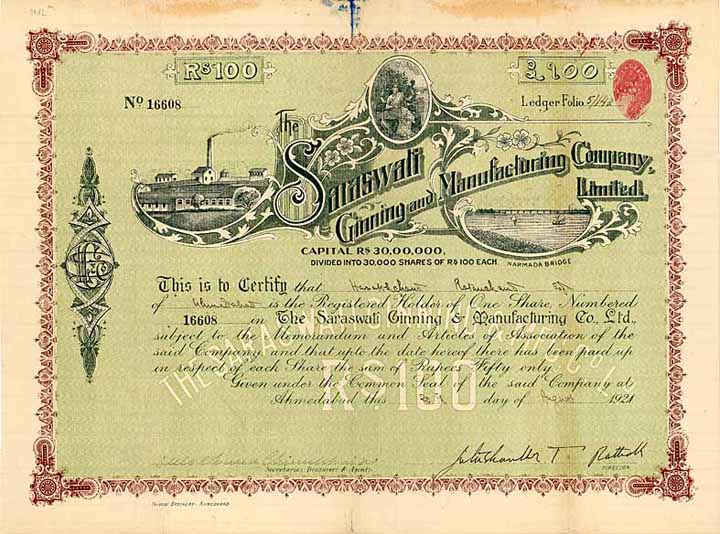 Rs 100
Nº 16608
Ledger Folio 5/142
The
Saraswati
Ginning and Manufacturing Company,
Limited.
CAPITAL Rs 30,00,000.
DIVIDED INTO 30,000 SHARES OF Rs 100 EACH.
NARMADA BRIDGE
This is to Certify that
of Ahmedabad is the Registered Holder of One Share, Numbered
16608 in The Saraswati Ginning & Manufacturing Co., Ltd.,
subject to the Memorandum and Articles of Association of the
said Company, and that upto the date hereof there has been paid up
in respect of each Share the sum of Rupees Fifty only.
Given under the Common Seal of the said Company at
Ahmedabad this day of August 1921
Rs 100
Secretaries, Treasurers & Agents
DIRECTOR